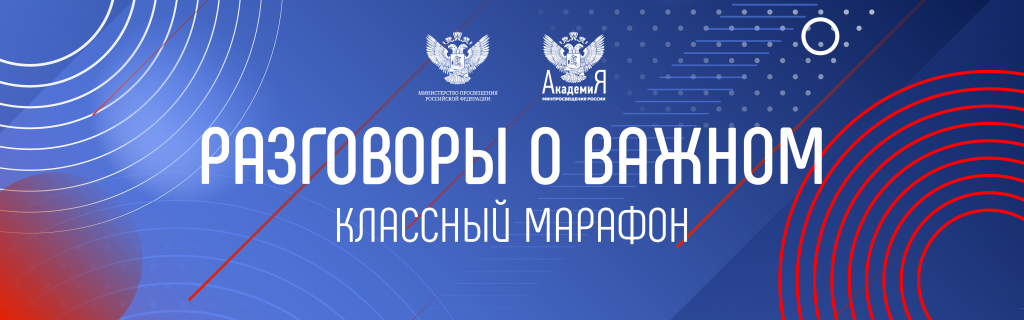 МИНИСТЕРСТВО ПРОСВЕЩЕНИЯ
РОССИЙСКОЙ ФЕДЕРАЦИИ
АкадемиЯ
МИНПРОСВЕЩЕНИЯ РОССИИ
РАЗГОВОРЫ О ВАЖНОМ
КЛАССНЫЙ МАРАФОН